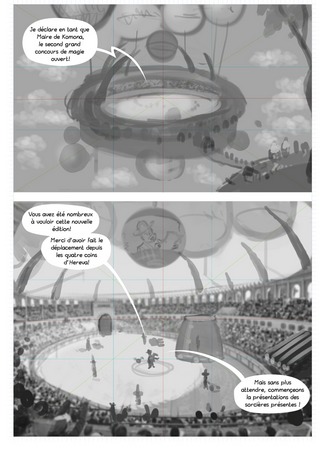 Je déclare en tant que
Maire de Komona,
le second grand
concours de magie
ouvert!
Vous avez été nombreux
à vouloir cette nouvelle
édition!
Merci d'avoir fait le
déplacement depuis
les quatre coins
d'Hereva!
Mais sans plus
attendre, commençons
la présentations des
sorcières présentes !